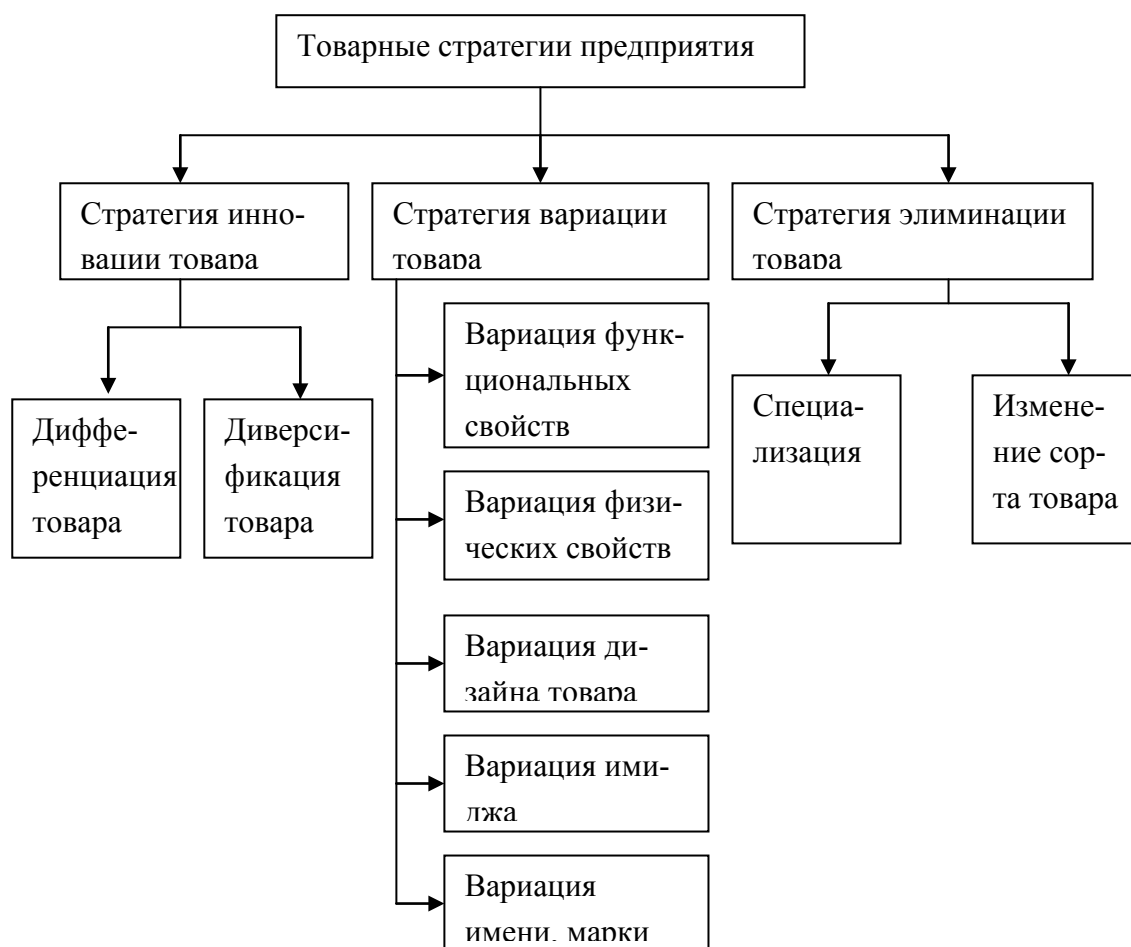 Товарные стратегии предприятия
Стратегия инно-
вации товара
Стратегия вариации
товара
Стратегия элиминации
товара
Вариация функ-
циональных
свойств
Вариация физи-
ческих свойств
Вариация ди-
зайна товара
Вариация ими-
джа
Вариация
имени, марки
Диффе-
ренциация
товара
Диверси-
фикация
товара
Специа-
лизация
Измене-
ние сор-
та товара